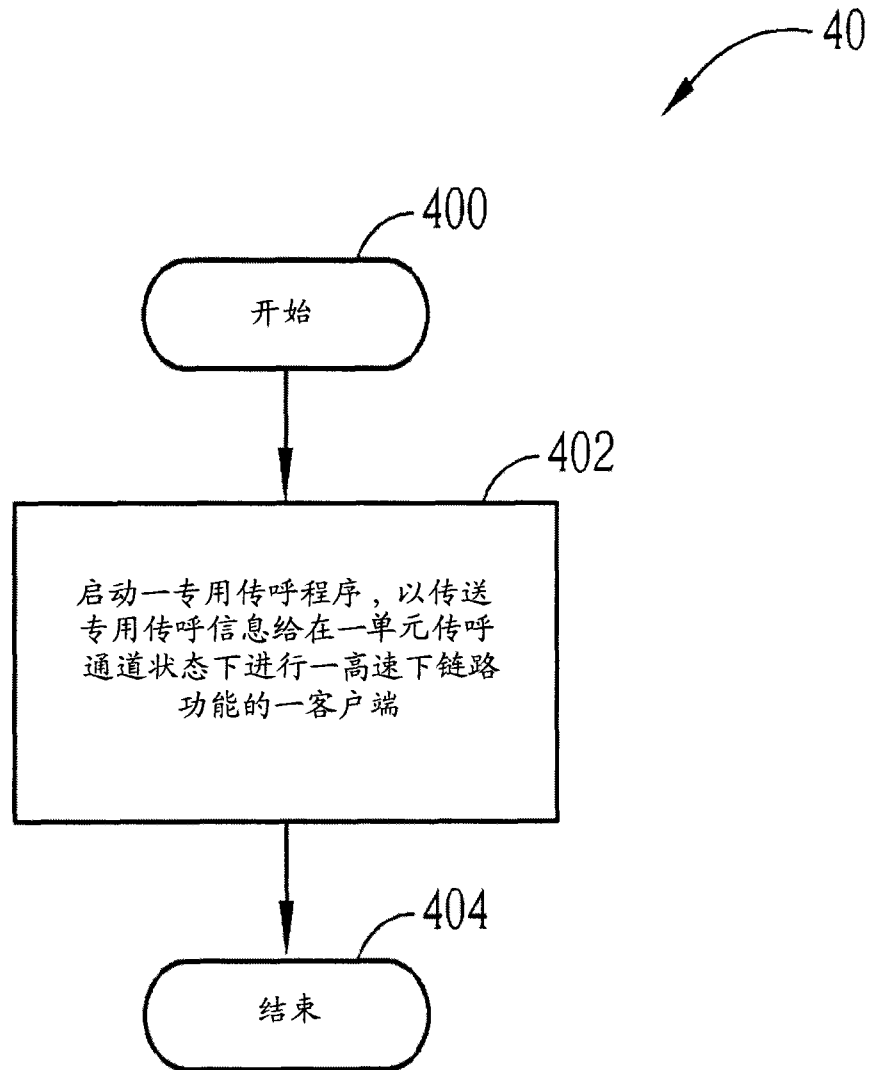 40
400
开始
402
启动一专用传呼程序，以传送
专用传呼信息给在一单元传呼
通道状态下进行一高速下链路
功能的一客户端
404
结束